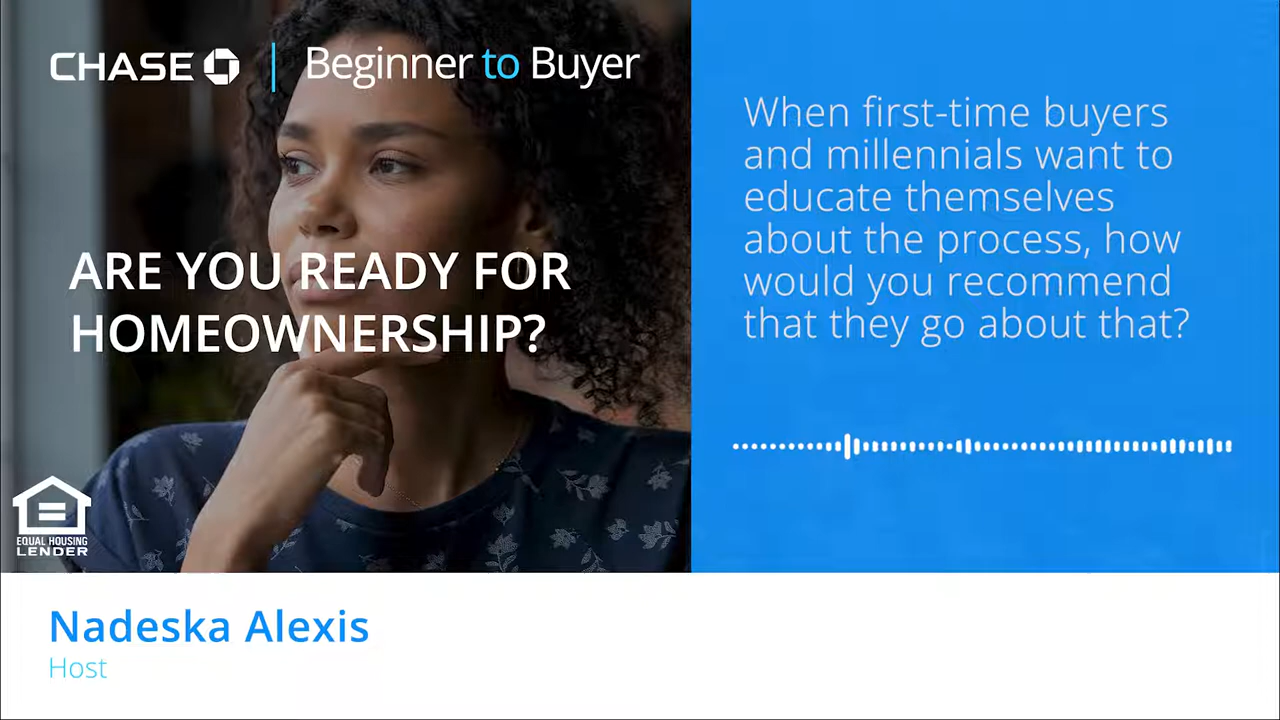 CHASE
Beginner to Buyer
ARE YOU READY FOR
HOMEOWNERSHIP?
EQUAL HOUSING
LENDER
When first-time buyers
and millennials want to
educate themselves
about the process, how
would you recommend
that they go about that?
Nadeska Alexis
Host